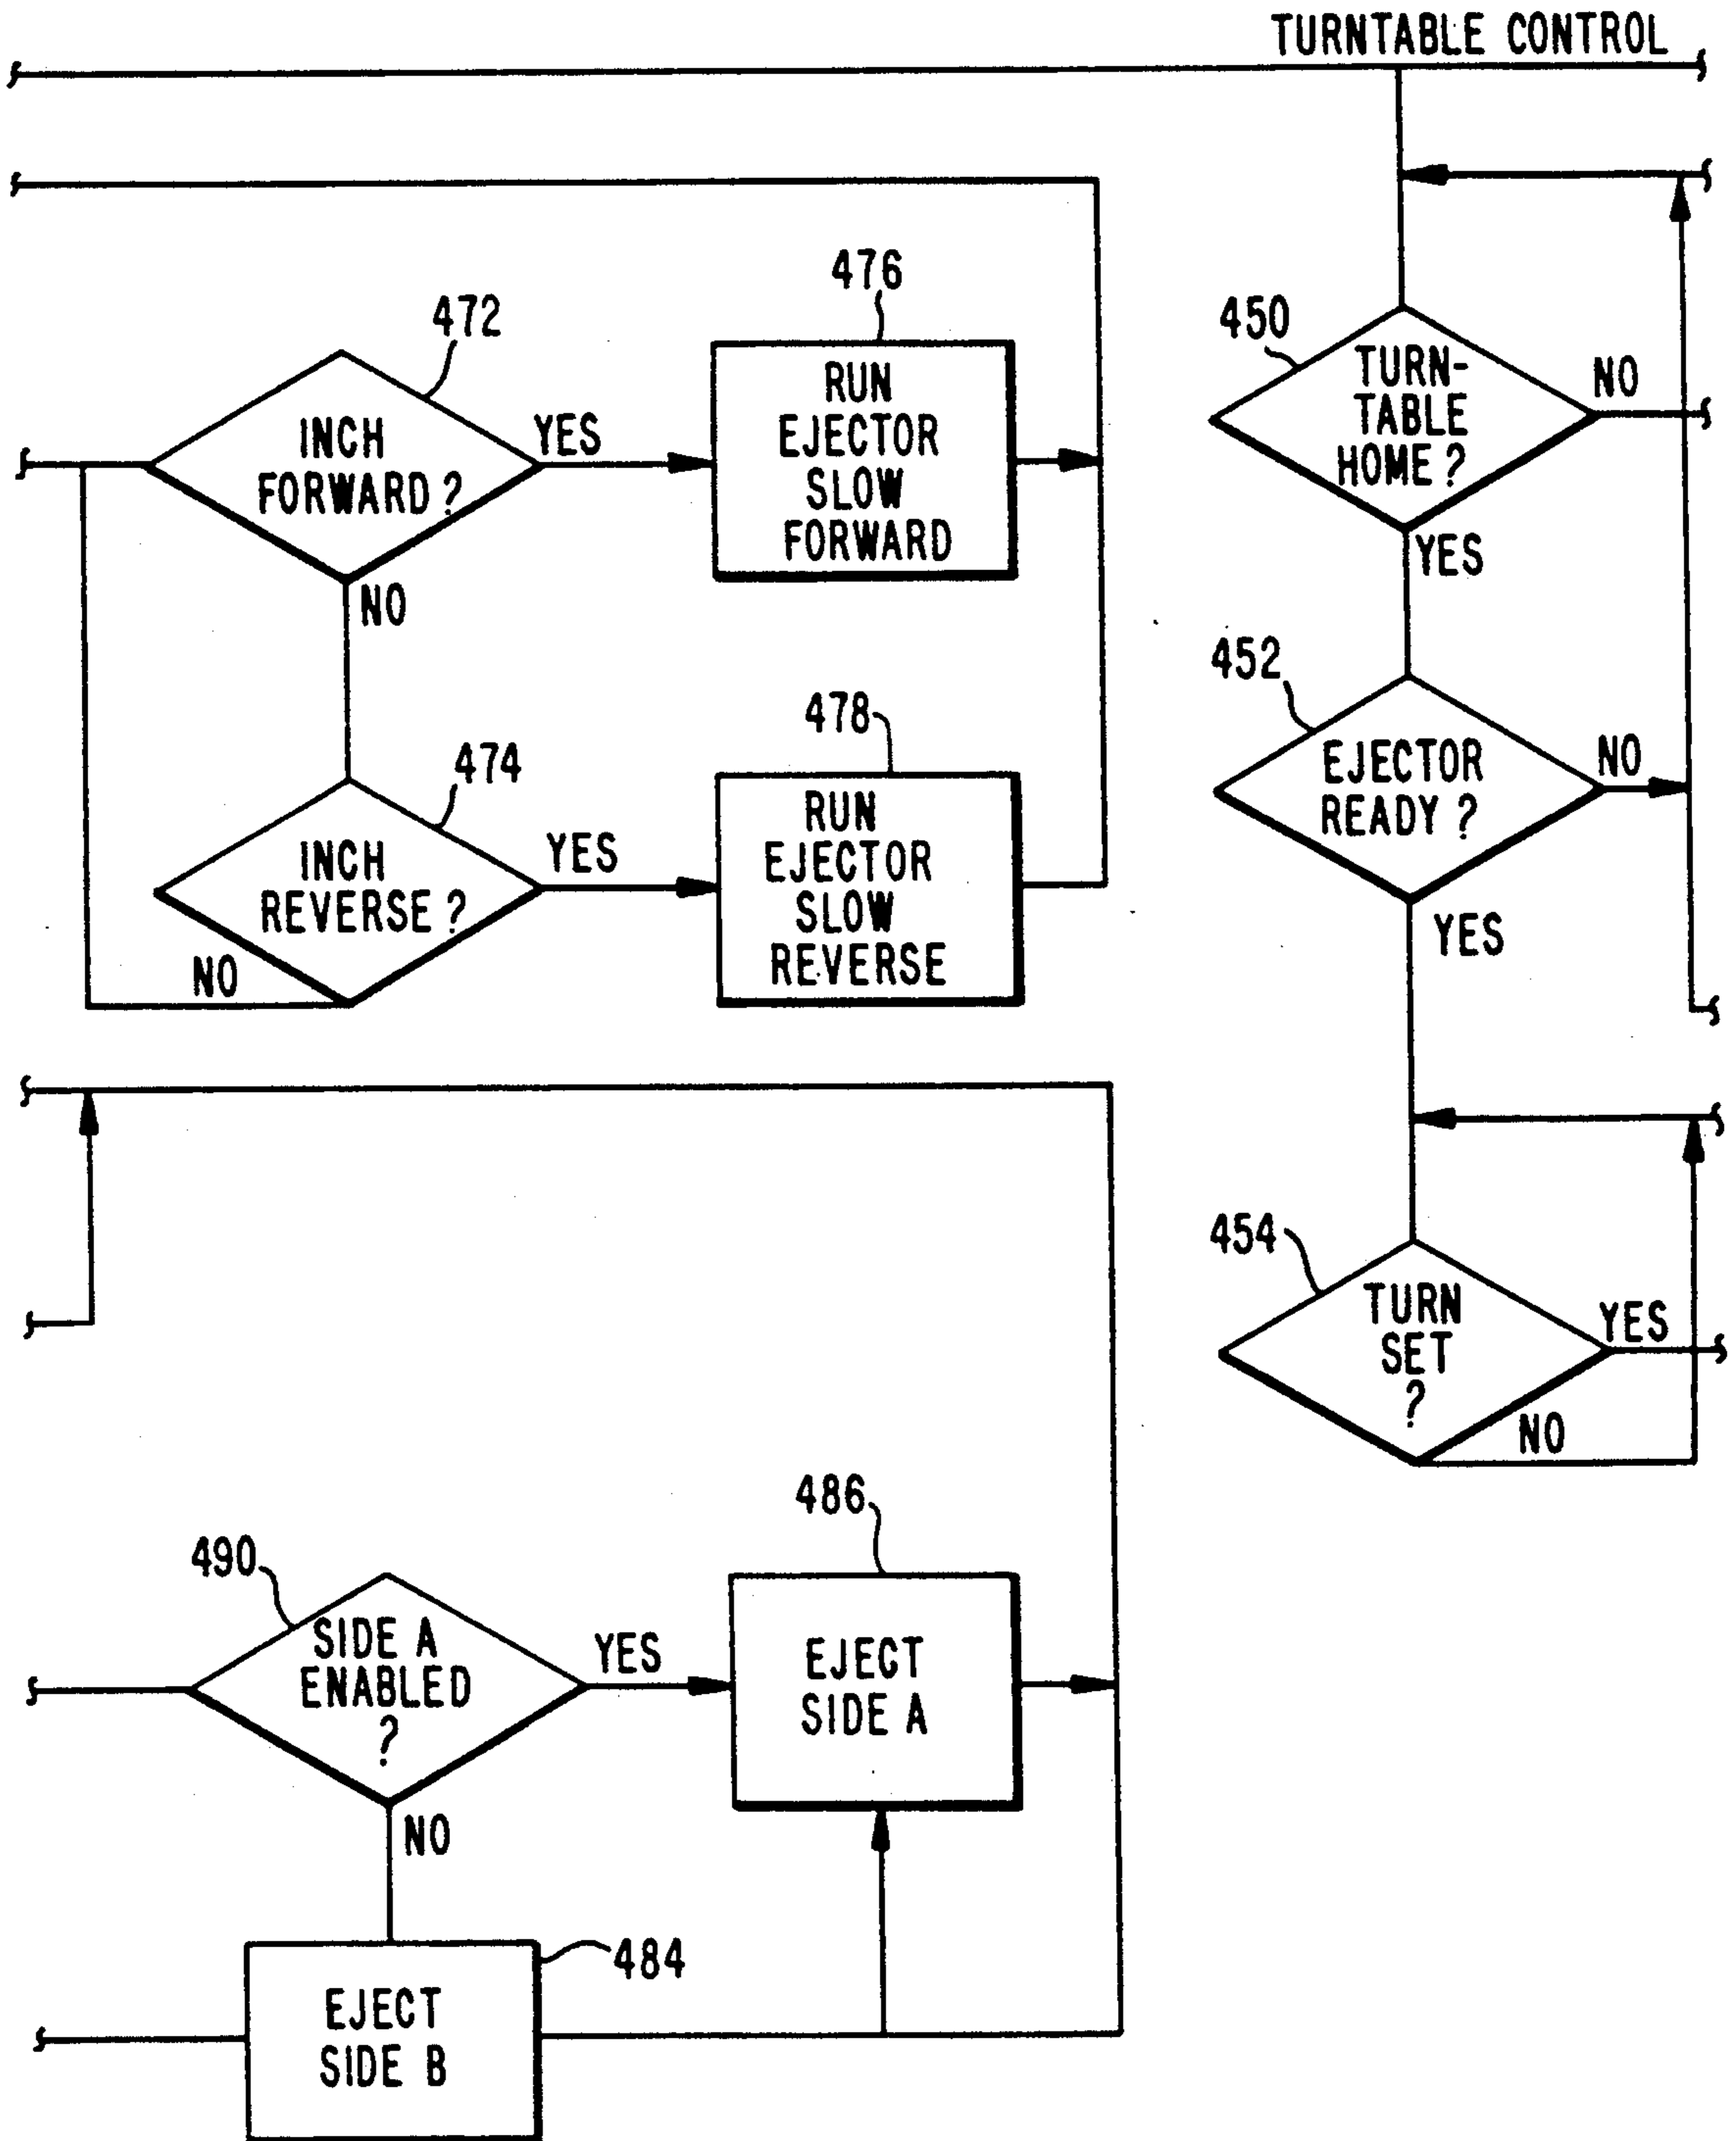 TURNTABLE CONTROL
476
472
RUN
EJECTOR
SLOW
FORWARD
INCH
FORWARD ?
YES
NO
478
474
INCH
REVERSE ?
YES
NO
RUN
EJECTOR
SLOW
REVERSE
450
TURN-
TABLE
HOME ?
NO
YES
452
EJECTOR
READY ?
NO
YES
454
TURN
SET
?
YES
NO
486
490
SIDE A
ENABLED
?
YES
NO
EJECT
SIDE A
484
EJECT
SIDE B